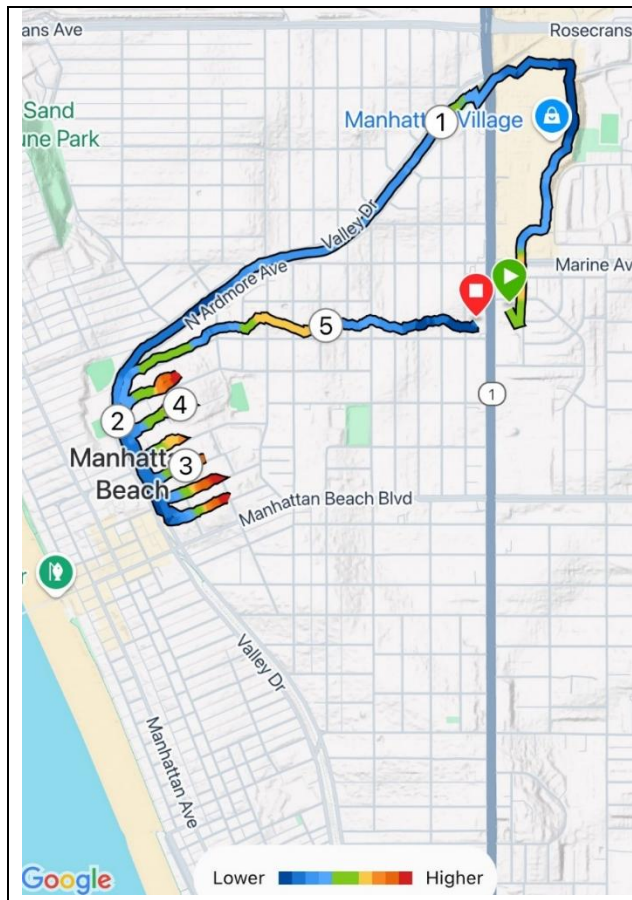 ans Ave
Rosecrans
Sand
une Park
1
Manhatt Village
Valley Dr
N Ardmore Ave
Marine Av
5
1
4
2
Manhatt
3
Beach
Manhattan Beach Blvd
r
Valley Dr
Manhattan Ave
Google
Lower
Higher